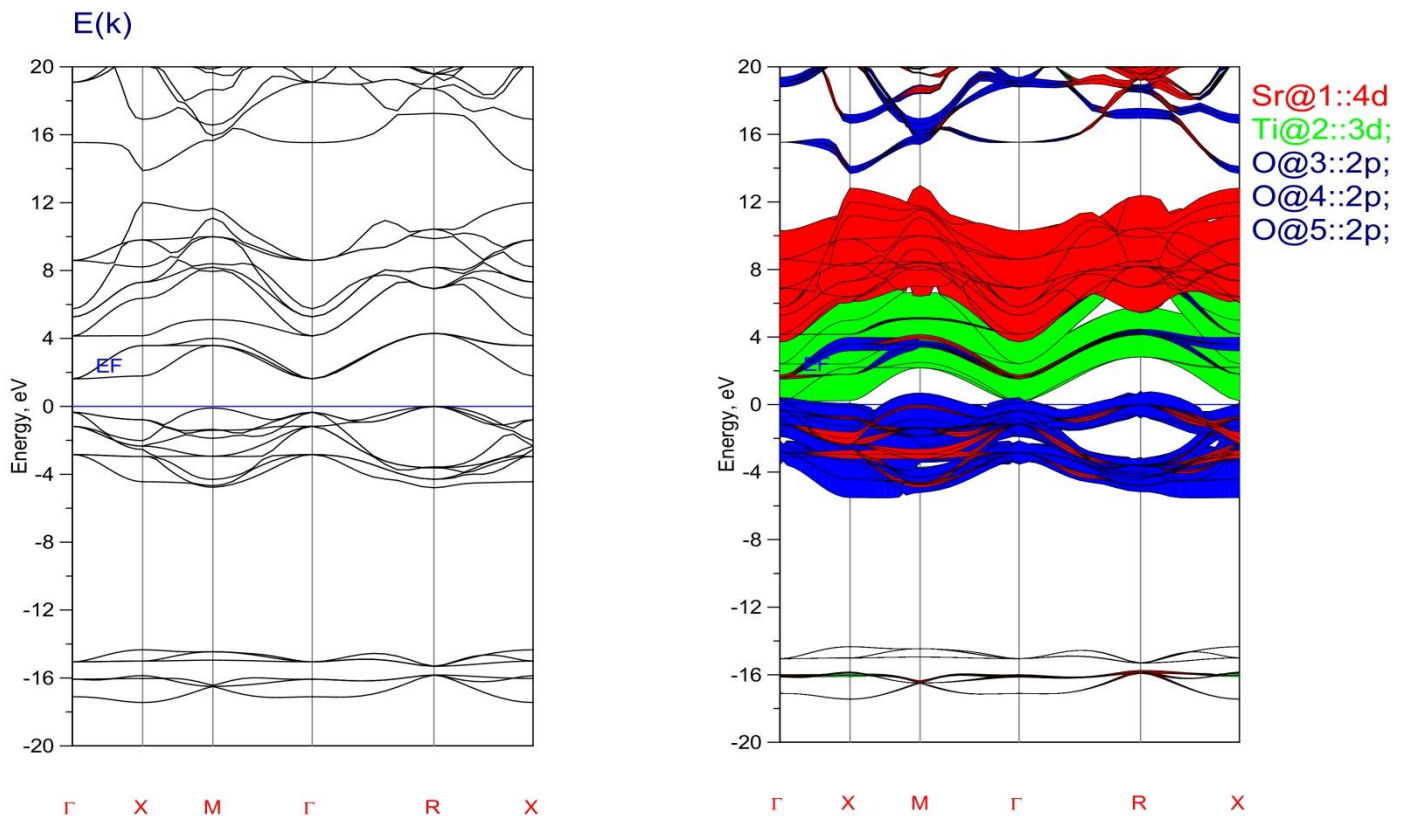 E(k)
20
16
12
8
4
0
-4
-8
-12
-16
-20
Energy, eV
EF
Γ X M Γ R X
20
16
12
8
4
0
-4
-8
-12
-16
-20
Energy, eV
EF
Γ X M Γ R X
Sr@1::4d
Ti@2::3d;
O@3::2p;
O@4::2p;
O@5::2p;